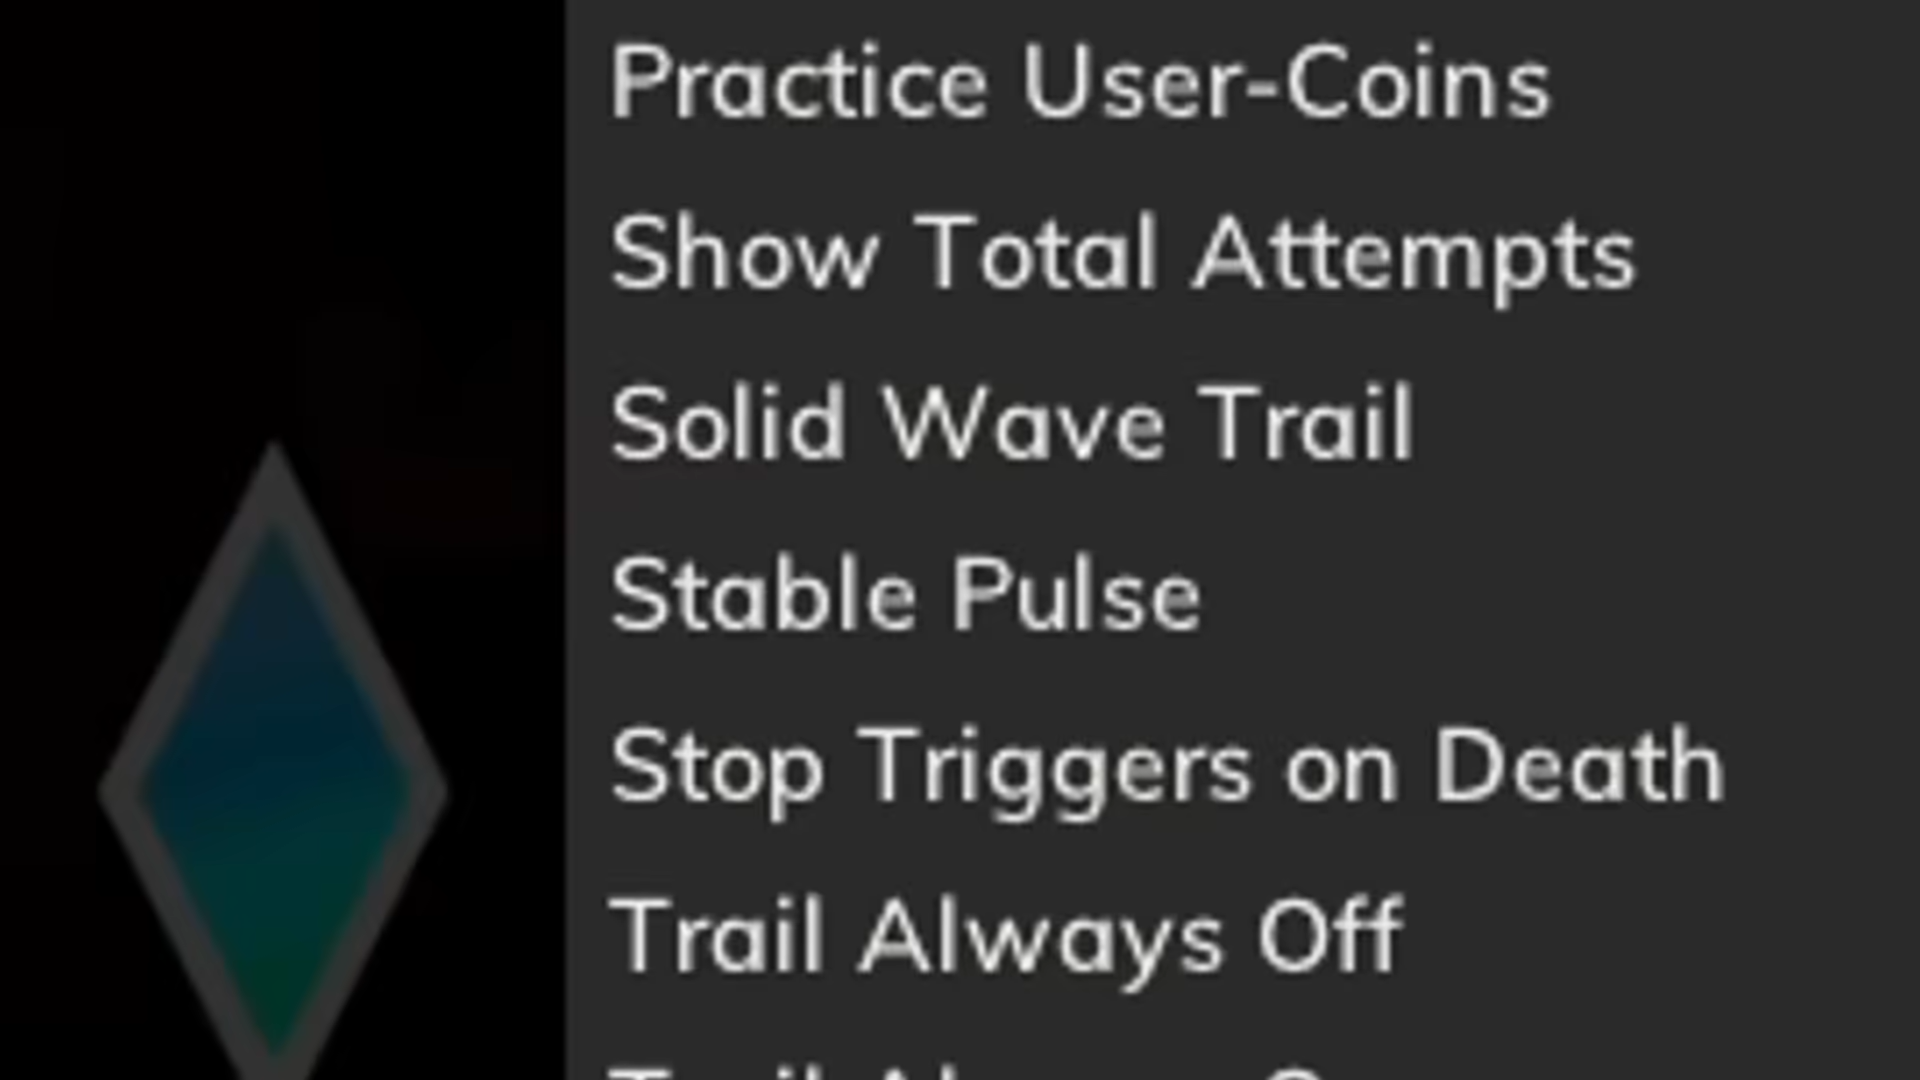 Practice User-Coins
Show Total Attempts
Solid Wave Trail
Stable Pulse
Stop Triggers on Death
Trail Always Off